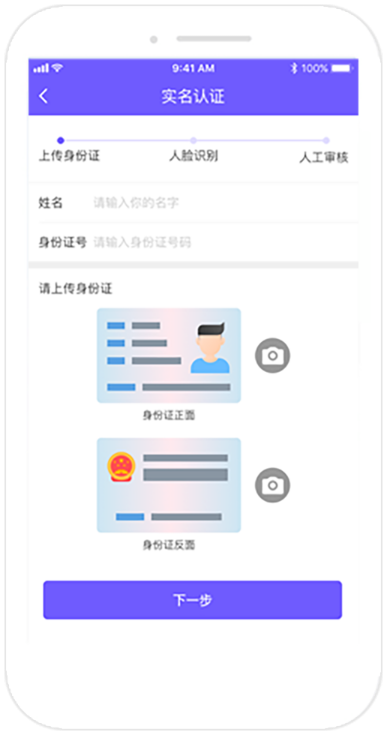 9:41 AM 100%
实名认证
上传身份证 人脸识别 人工审核
姓名 请输入你的名字
身份证号 请输入身份证号码
请上传身份证
身份证正面
身份证反面
下一步